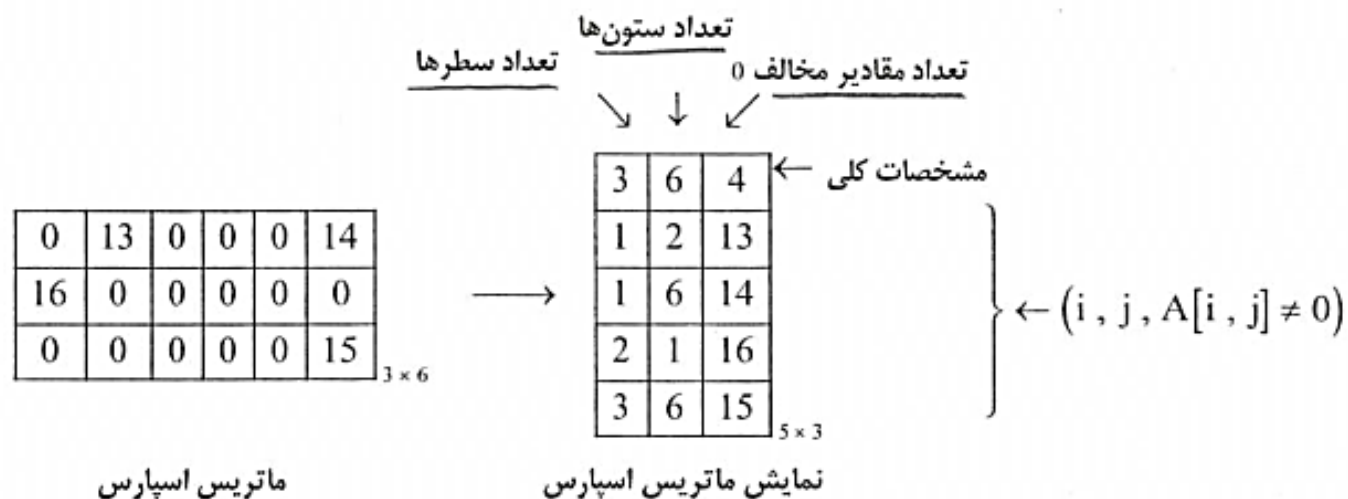 تعداد ستون‌ها
تعداد سطرها
تعداد مقادیر مخالف 0
↘ ↓ ↙
3 6 4
← مشخصات کلی
0 13 0 0 0 14
16 0 0 0 0 0
0 0 0 0 0 15
3 × 6
→
1 2 13
1 6 14
2 1 16
3 6 15
5 × 3
← (i , j , A[i , j] ≠ 0)
ماتریس اسپارس
نمایش ماتریس اسپارس